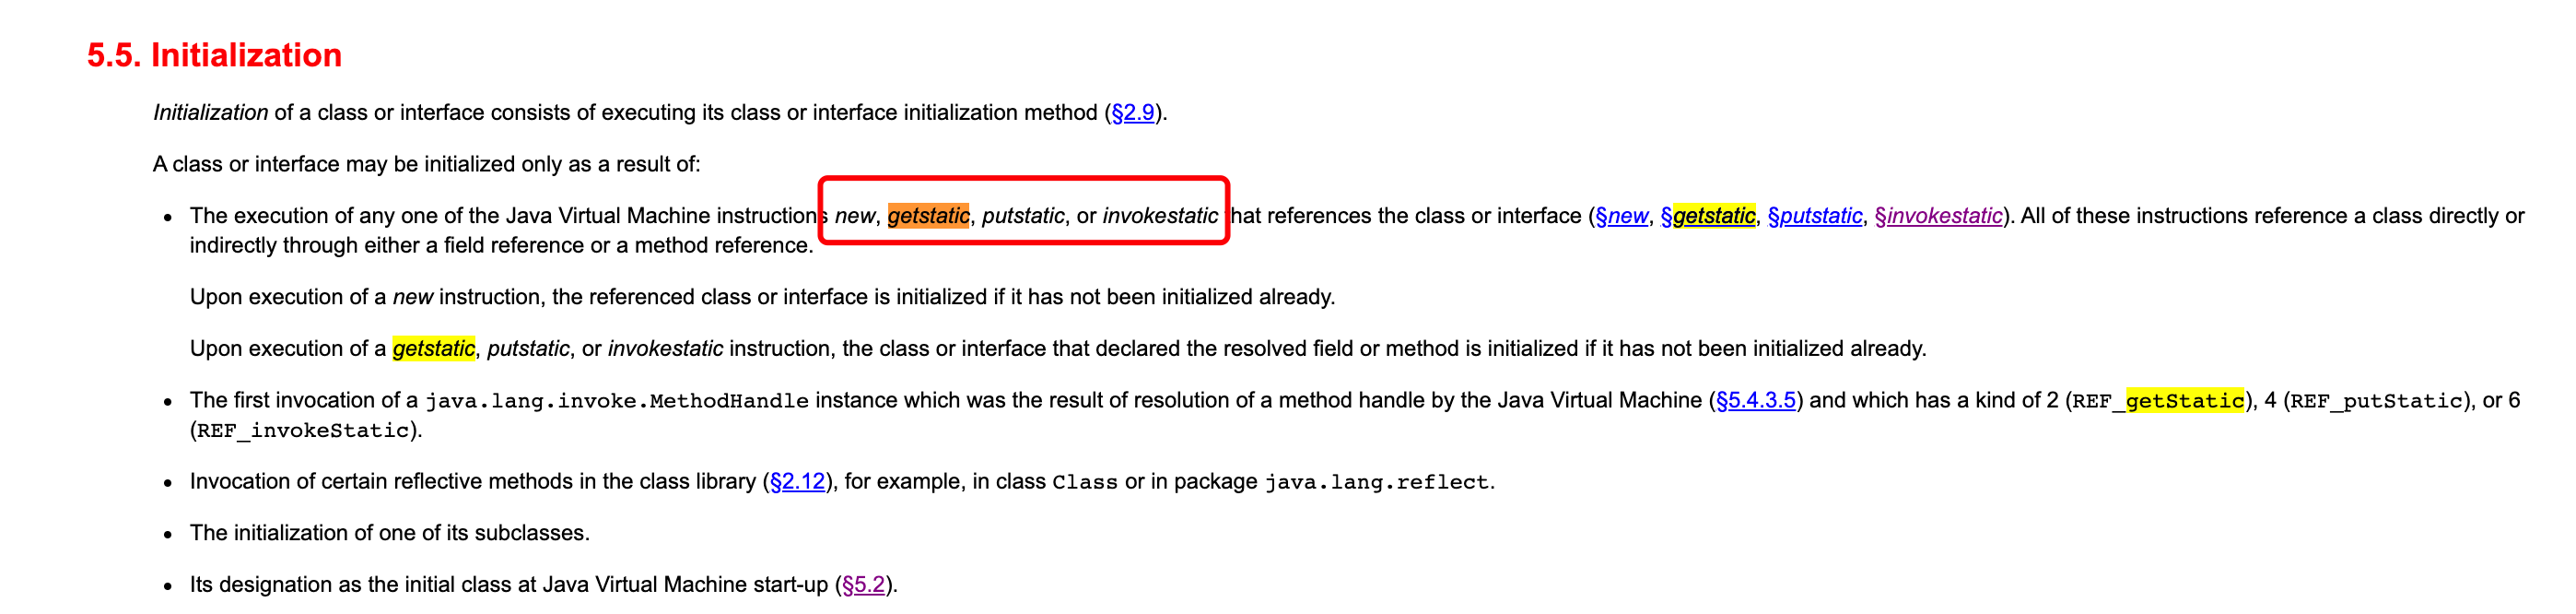 5.5. Initialization
Initialization of a class or interface consists of executing its class or interface initialization method (§2.9).
A class or interface may be initialized only as a result of:
• The execution of any one of the Java Virtual Machine instructions new, getstatic, putstatic, or invokestatic that references the class or interface (§new, §getstatic, §putstatic, §invokestatic). All of these instructions reference a class directly or
indirectly through either a field reference or a method reference.
Upon execution of a new instruction, the referenced class or interface is initialized if it has not been initialized already.
Upon execution of a getstatic, putstatic, or invokestatic instruction, the class or interface that declared the resolved field or method is initialized if it has not been initialized already.
• The first invocation of a java.lang.invoke.MethodHandle instance which was the result of resolution of a method handle by the Java Virtual Machine (§5.4.3.5) and which has a kind of 2 (REF_getStatic), 4 (REF_putStatic), or 6
(REF_invokeStatic).
• Invocation of certain reflective methods in the class library (§2.12), for example, in class Class or in package java.lang.reflect.
• The initialization of one of its subclasses.
• Its designation as the initial class at Java Virtual Machine start-up (§5.2).